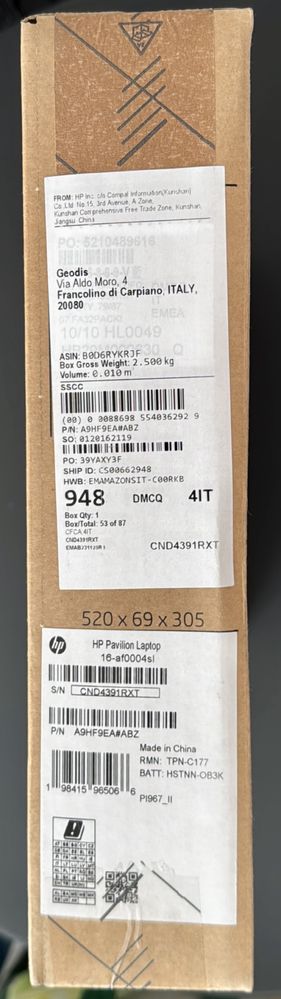 FROM: HP Inc. c/o Compal Information(Kunshan)
Co.,Ltd No.15, 3rd Avenue, A Zone,
Kunshan Comprehensive Free Trade Zone, Kunshan,
Jiangsu China
PO: 5210489616
Geodis
Via Aldo Moro, 4
Francolino di Carpiano, ITALY,
20080
EMEA
10/10 HL0049
ASIN: B0D6RYKRJF
Box Gross Weight: 2.500 kg
Volume: 0.010 m
SSCC
(00) 0 0088698 554036292 9
P/N: A9HF9EA#ABZ
SO: 0120162119
PO: 39YAXY3F
SHIP ID: CS00662948
HWB: EMAMAZONSIT-C00RKB
948 DMCQ 4IT
Box Qty: 1
Box/Total: 53 of 87
CFCA.4IT
CND4391RXT
CND4391RXT
520 x 69 x 305
hp
HP Pavilion Laptop
16-af0004sl
S/N CND4391RXT
P/N A9HF9EA#ABZ
Made in China
RMN: TPN-C177
BATT: HSTNN-OB3K
1 98415 96506 6
PI967_II